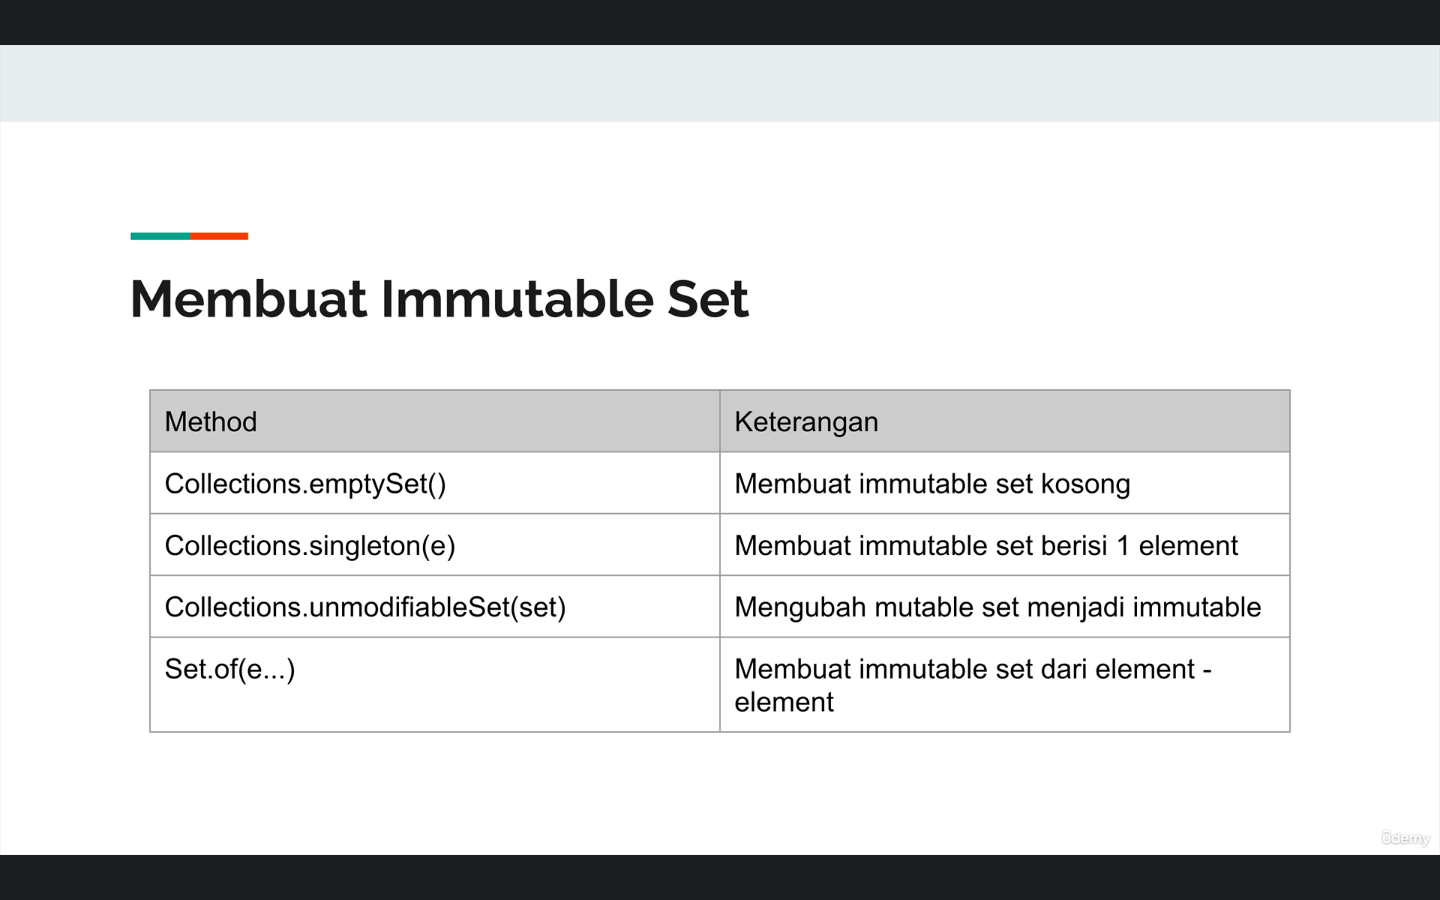 Membuat Immutable Set
Method
Keterangan
Collections.emptySet()
Membuat immutable set kosong
Collections.singleton(e)
Membuat immutable set berisi 1 element
Collections.unmodifiableSet(set)
Mengubah mutable set menjadi immutable
Set.of(e...)
Membuat immutable set dari element -
element
ûdemy